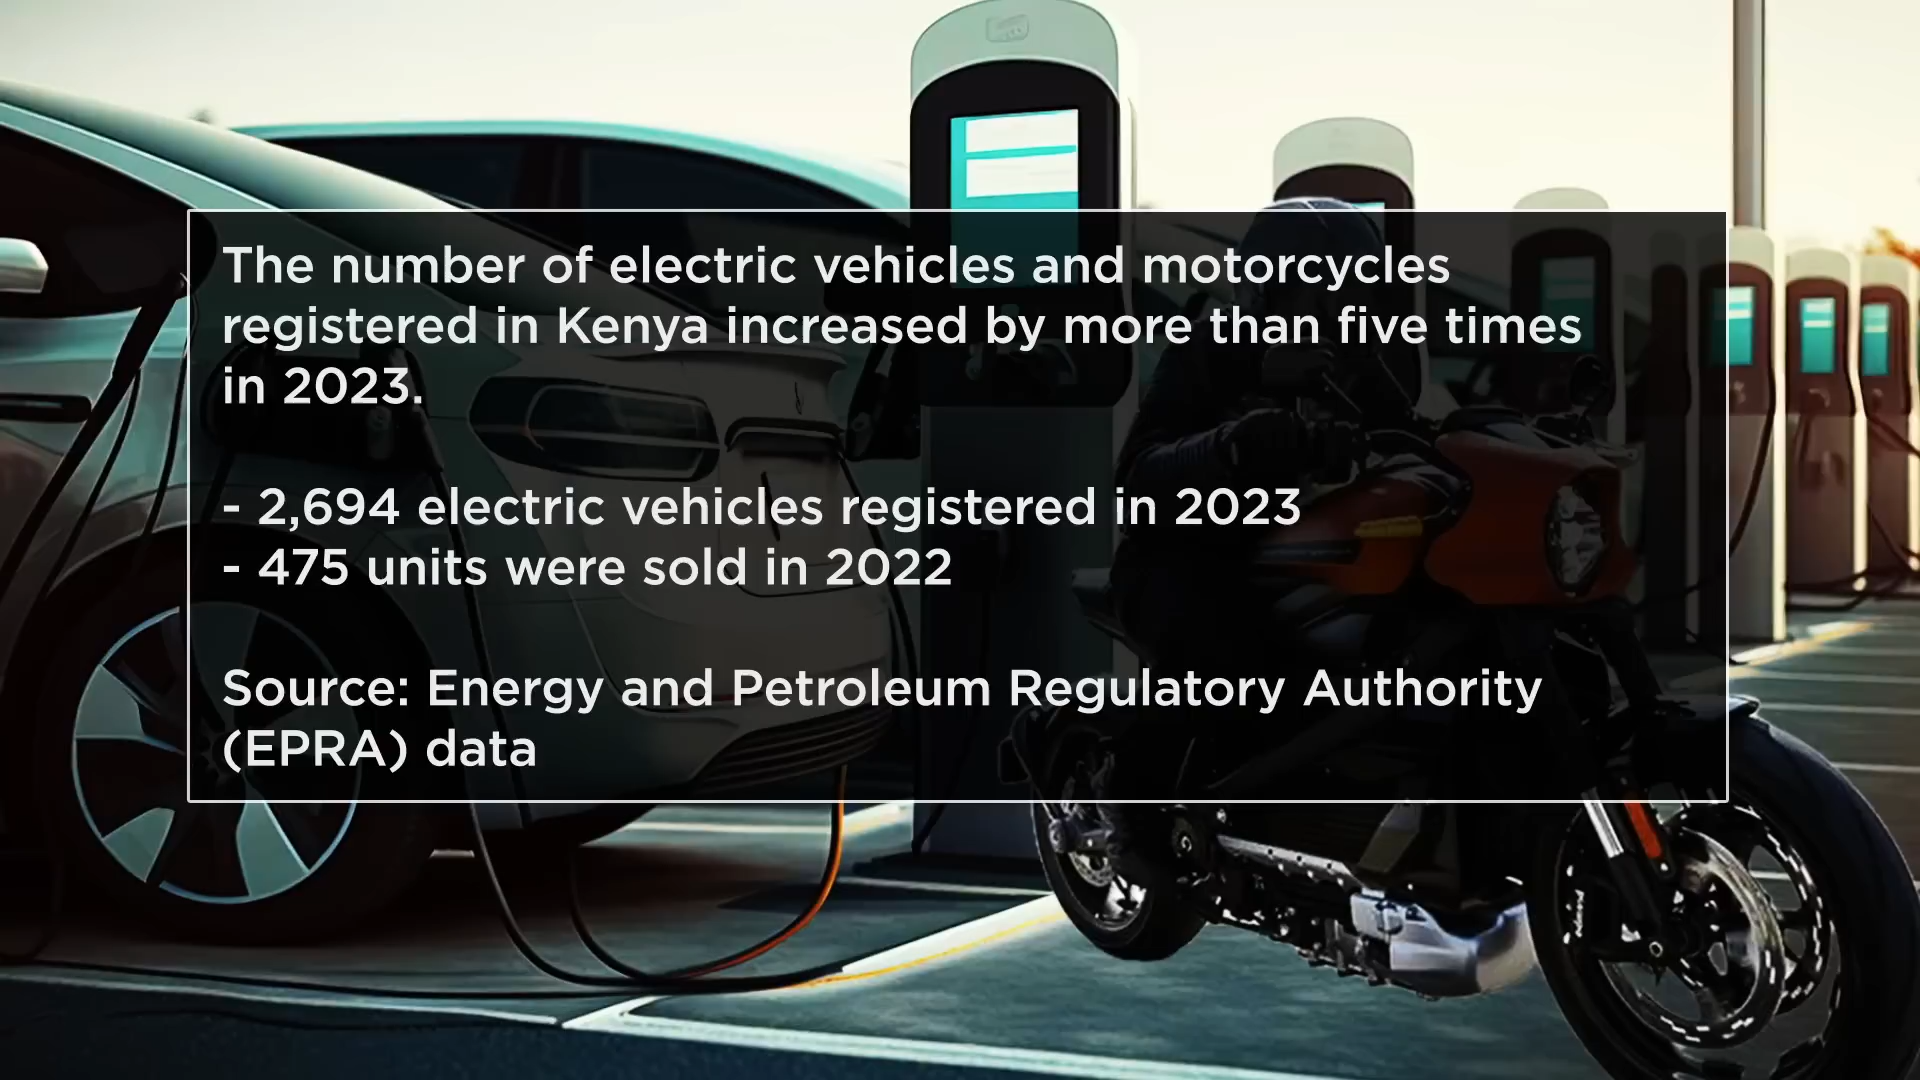 The number of electric vehicles and motorcycles
registered in Kenya increased by more than five times
in 2023.
- 2,694 electric vehicles registered in 2023
- 475 units were sold in 2022
Source: Energy and Petroleum Regulatory Authority
(EPRA) data